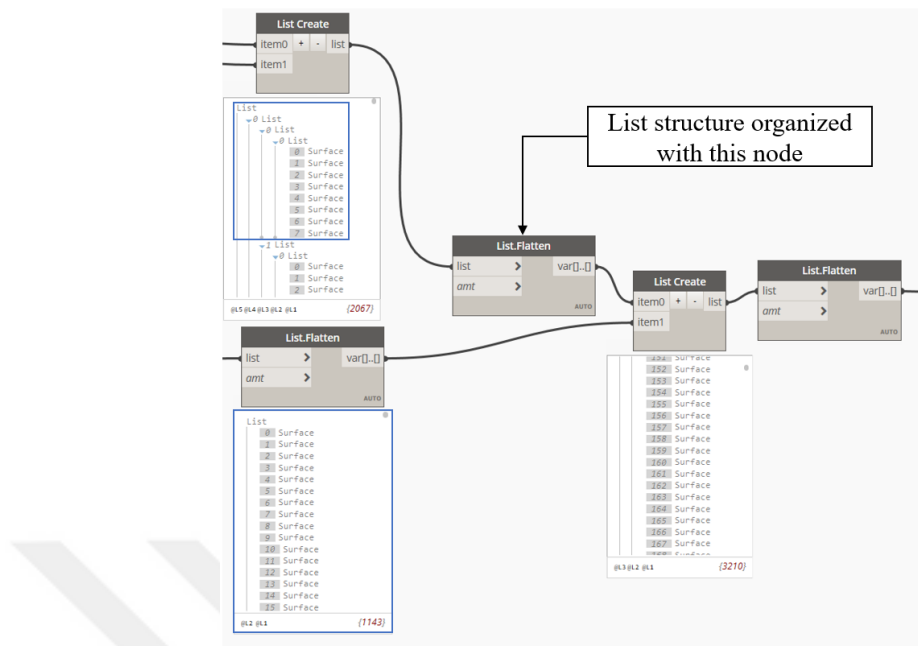 List Create
item0 + - list
item1
List
0 List
0 List
0 List
0 Surface
1 Surface
2 Surface
3 Surface
4 Surface
5 Surface
6 Surface
7 Surface
1 List
0 List
0 Surface
1 Surface
2 Surface
@L5 @L4 @L3 @L2 @L1 {2067}
List structure organized
with this node
List.Flatten
list > var[]..[]
amt >
AUTO
List Create
item0 + - list
item1
List.Flatten
list > var[]..[]
amt >
AUTO
List.Flatten
list > var[]..[]
amt >
AUTO
List
0 Surface
1 Surface
2 Surface
3 Surface
4 Surface
5 Surface
6 Surface
7 Surface
8 Surface
9 Surface
10 Surface
11 Surface
12 Surface
13 Surface
14 Surface
15 Surface
@L2 @L1 {1143}
151 Surface
152 Surface
153 Surface
154 Surface
155 Surface
156 Surface
157 Surface
158 Surface
159 Surface
160 Surface
161 Surface
162 Surface
163 Surface
164 Surface
165 Surface
166 Surface
167 Surface
@L3 @L2 @L1 {3210}